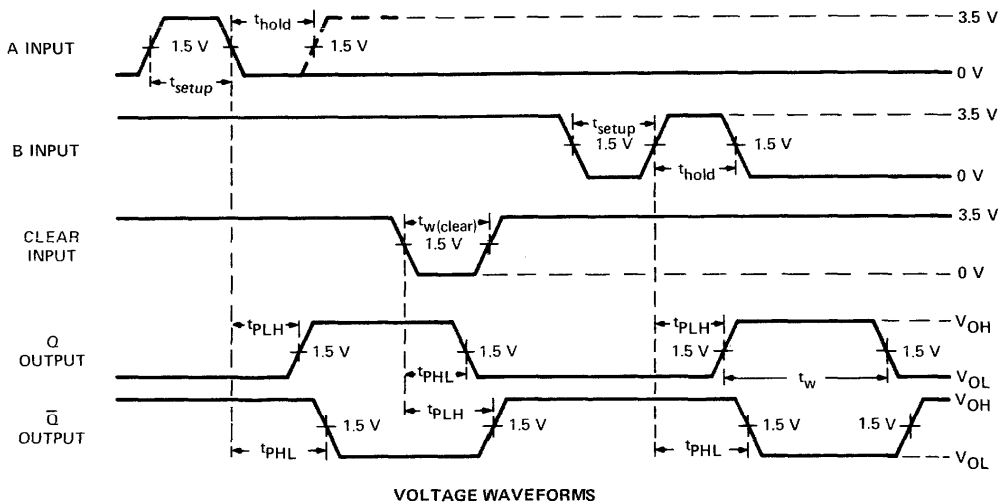 t_hold
3.5 V
A INPUT
1.5 V
1.5 V
t_setup
0 V
3.5 V
t_setup
B INPUT
1.5 V
1.5 V
t_hold
0 V
3.5 V
t_w(clear)
CLEAR
INPUT
1.5 V
0 V
t_PLH
t_PLH
V_OH
Q
OUTPUT
1.5 V
1.5 V
1.5 V
1.5 V
t_PHL
t_w
V_OL
V_OH
Q̅
OUTPUT
t_PLH
1.5 V
1.5 V
1.5 V
1.5 V
t_PHL
t_PHL
V_OL
VOLTAGE WAVEFORMS